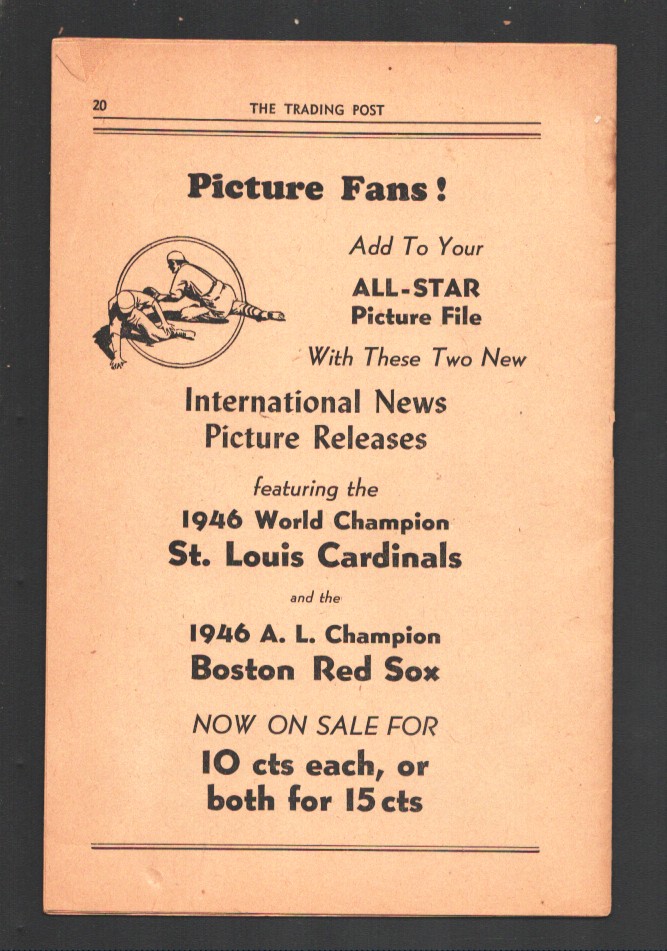 20
THE TRADING POST
Picture Fans!
Add To Your
ALL-STAR
Picture File
With These Two New
International News
Picture Releases
featuring the
1946 World Champion
St. Louis Cardinals
and the
1946 A. L. Champion
Boston Red Sox
NOW ON SALE FOR
10 cts each, or
both for 15 cts